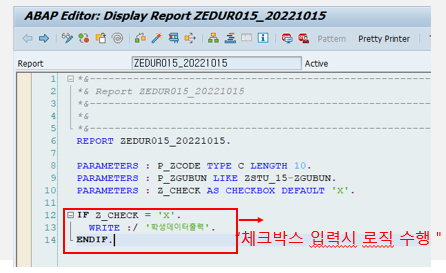 ABAP Editor: Display Report ZEDUR015_20221015
Pattern Pretty Printer
Report ZEDUR015_20221015 Active
1 *&---------------------------------------------------------------------
2 *& Report ZEDUR015_20221015
3 *&---------------------------------------------------------------------
4 *&
5 *&---------------------------------------------------------------------
6 REPORT ZEDUR015_20221015.
7
8 PARAMETERS : P_ZCODE TYPE C LENGTH 10.
9 PARAMETERS : P_ZGUBUN LIKE ZSTU_15-ZGUBUN.
10 PARAMETERS : Z_CHECK AS CHECKBOX DEFAULT 'X'.
11
12 IF Z_CHECK = 'X'.
13 WRITE :/ '학생데이터출력'.
14 ENDIF.
"체크박스 입력시 로직 수행 "